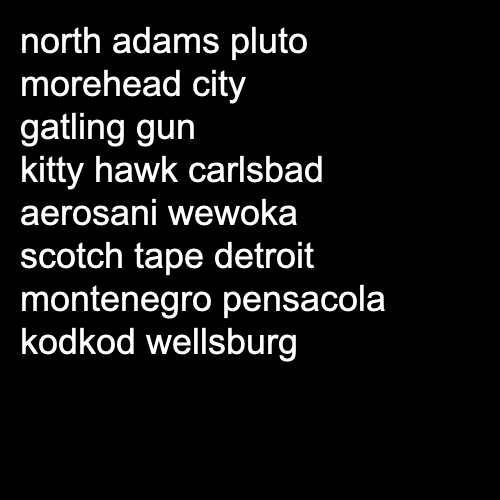 north adams pluto
morehead city
gatling gun
kitty hawk carlsbad
aerosani wewoka
scotch tape detroit
montenegro pensacola
kodkod wellsburg